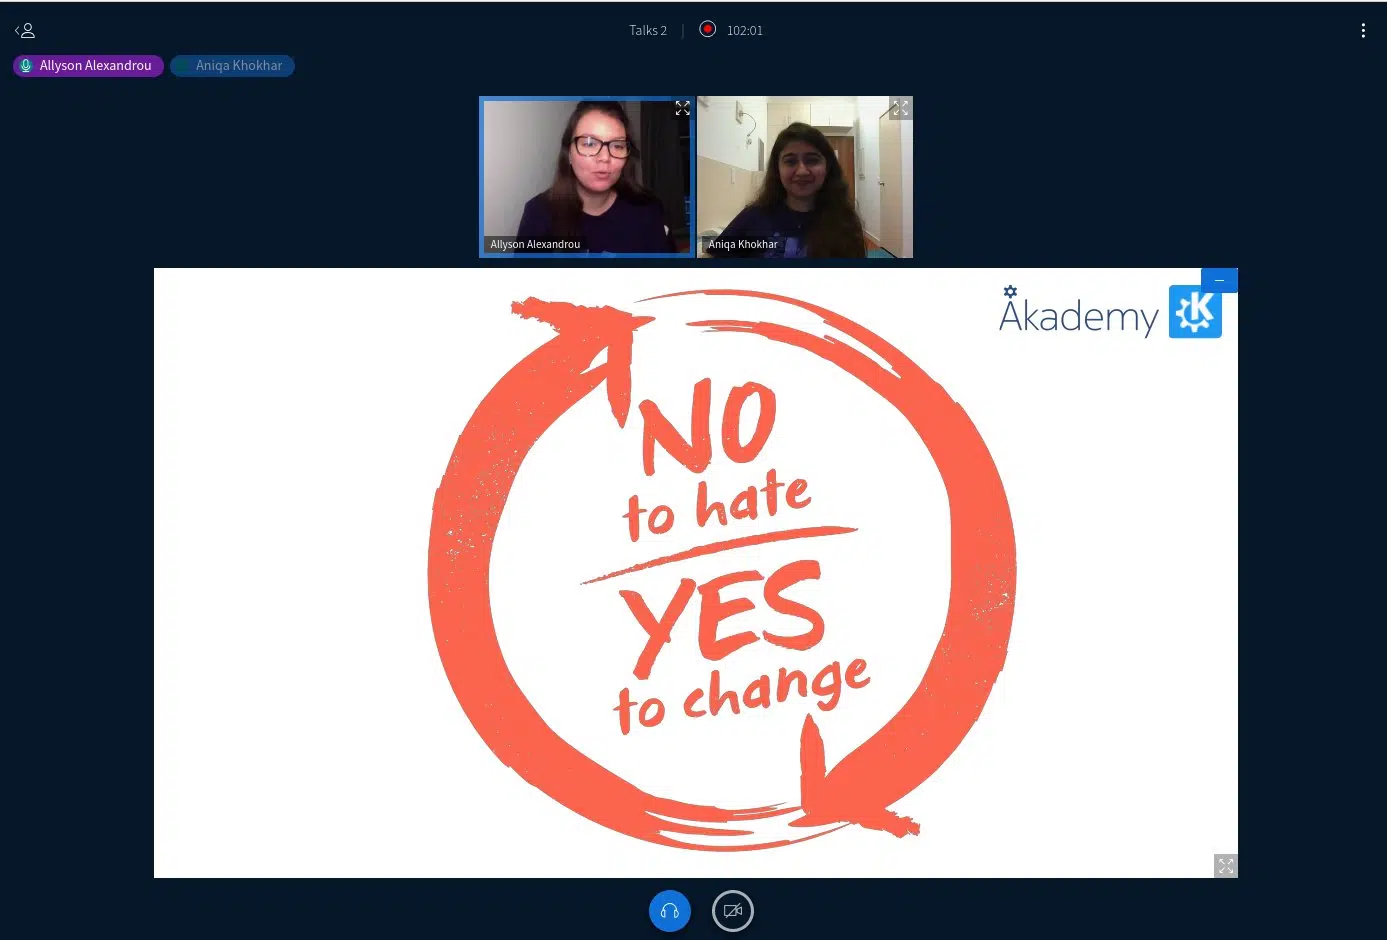 Talks 2 | 102:01
Allyson Alexandrou Aniqa Khokhar
Allyson Alexandrou Aniqa Khokhar
Akademy
NO
to hate
YES
to change